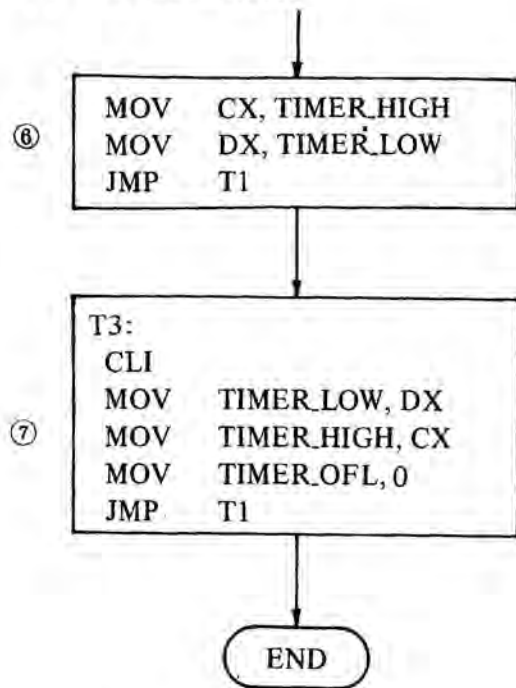 ⑥
MOV CX, TIMER_HIGH
MOV DX, TIMER_LOW
JMP T1
⑦
T3:
CLI
MOV TIMER_LOW, DX
MOV TIMER_HIGH, CX
MOV TIMER_OFL, 0
JMP T1
END